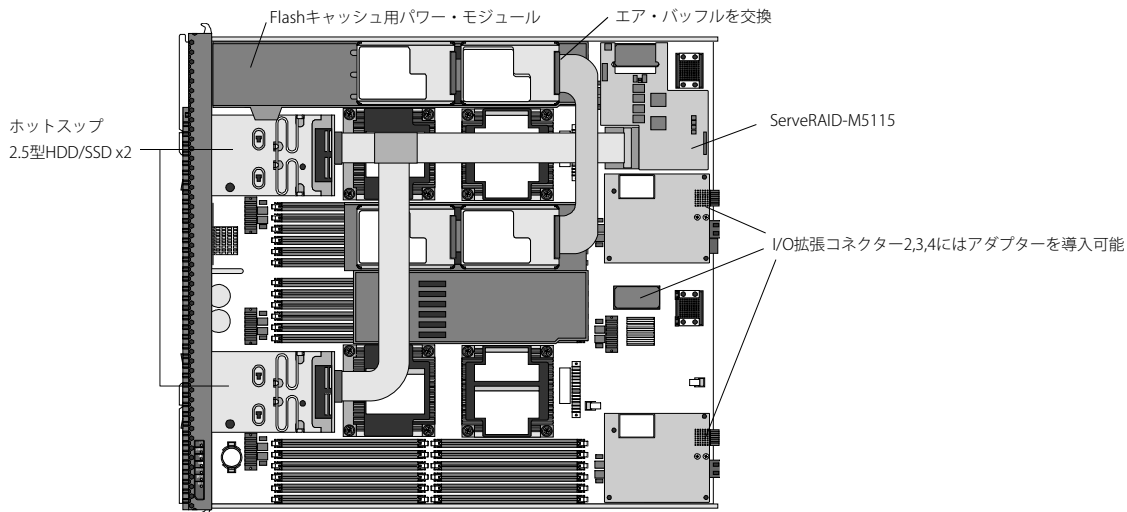 Flashキャッシュ用パワー・モジュール
エア・バッフルを交換
ホットスップ
2.5型HDD/SSD x2
ServeRAID-M5115
I/O拡張コネクター2,3,4にはアダプターを導入可能